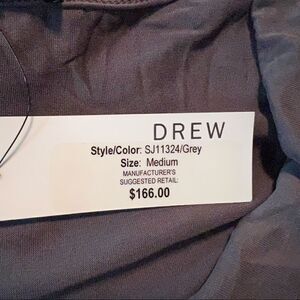 DREW
Style/Color: SJ11324/Grey
Size: Medium
MANUFACTURER'S
SUGGESTED RETAIL:
$166.00